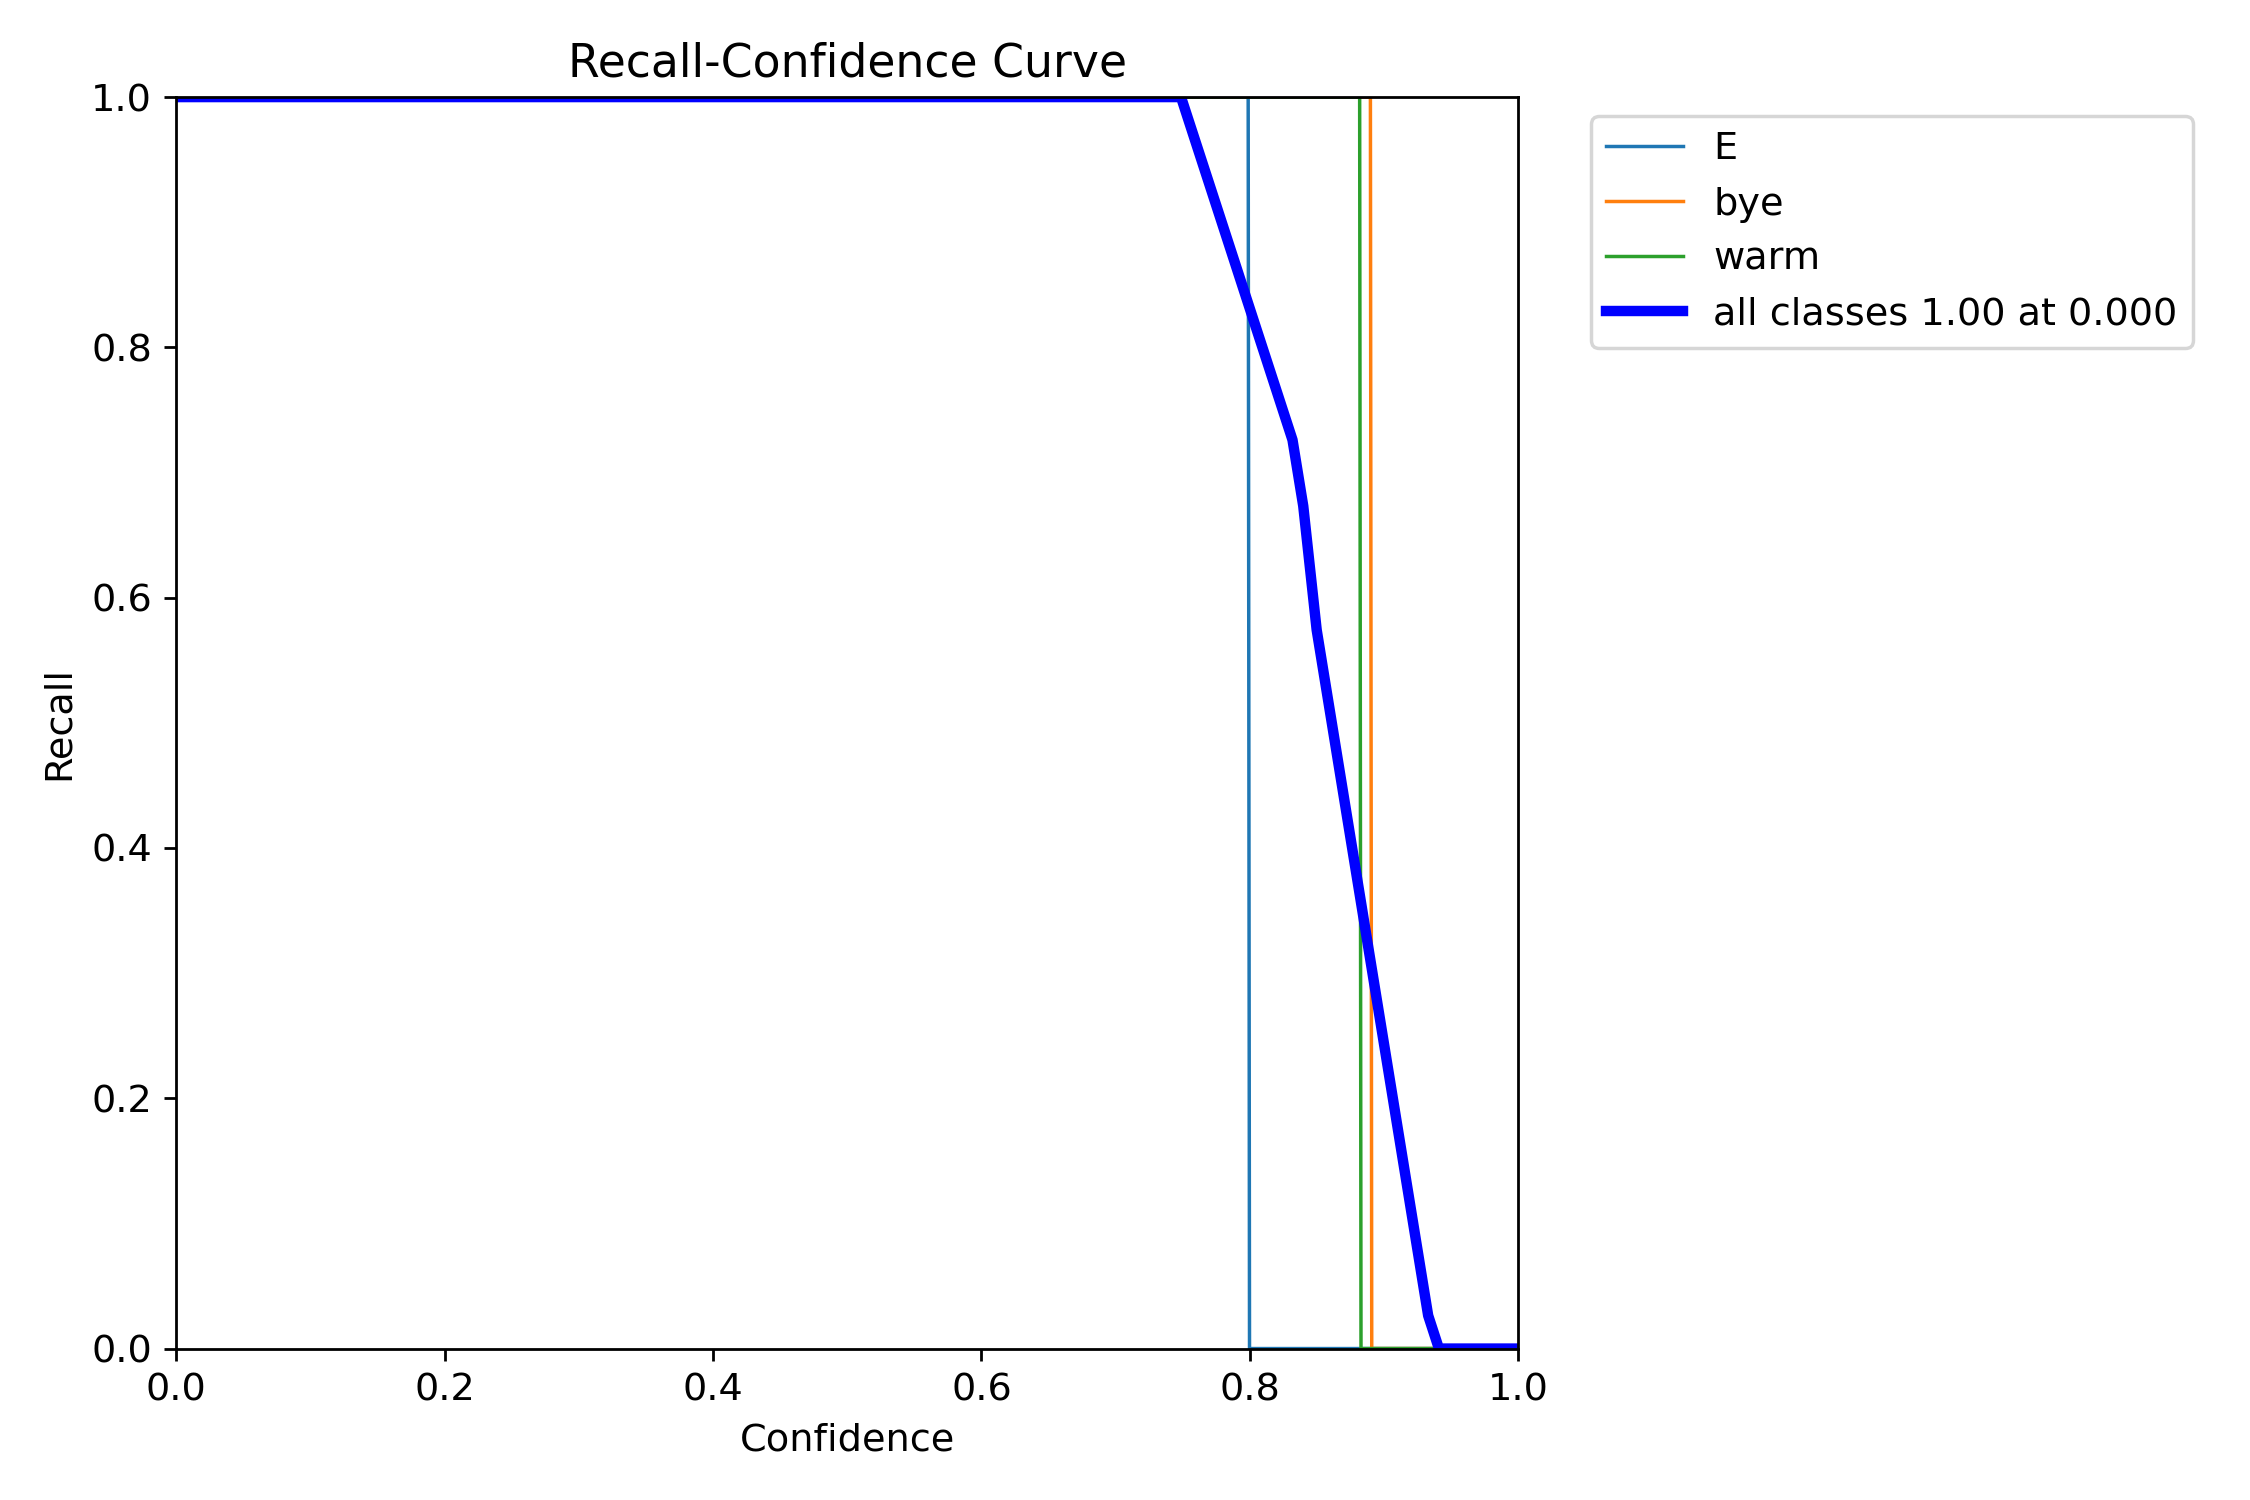 Recall-Confidence Curve
1.0
0.8
0.6
0.4
0.2
0.0
Recall
0.0 0.2 0.4 0.6 0.8 1.0
Confidence
E
bye
warm
all classes 1.00 at 0.000